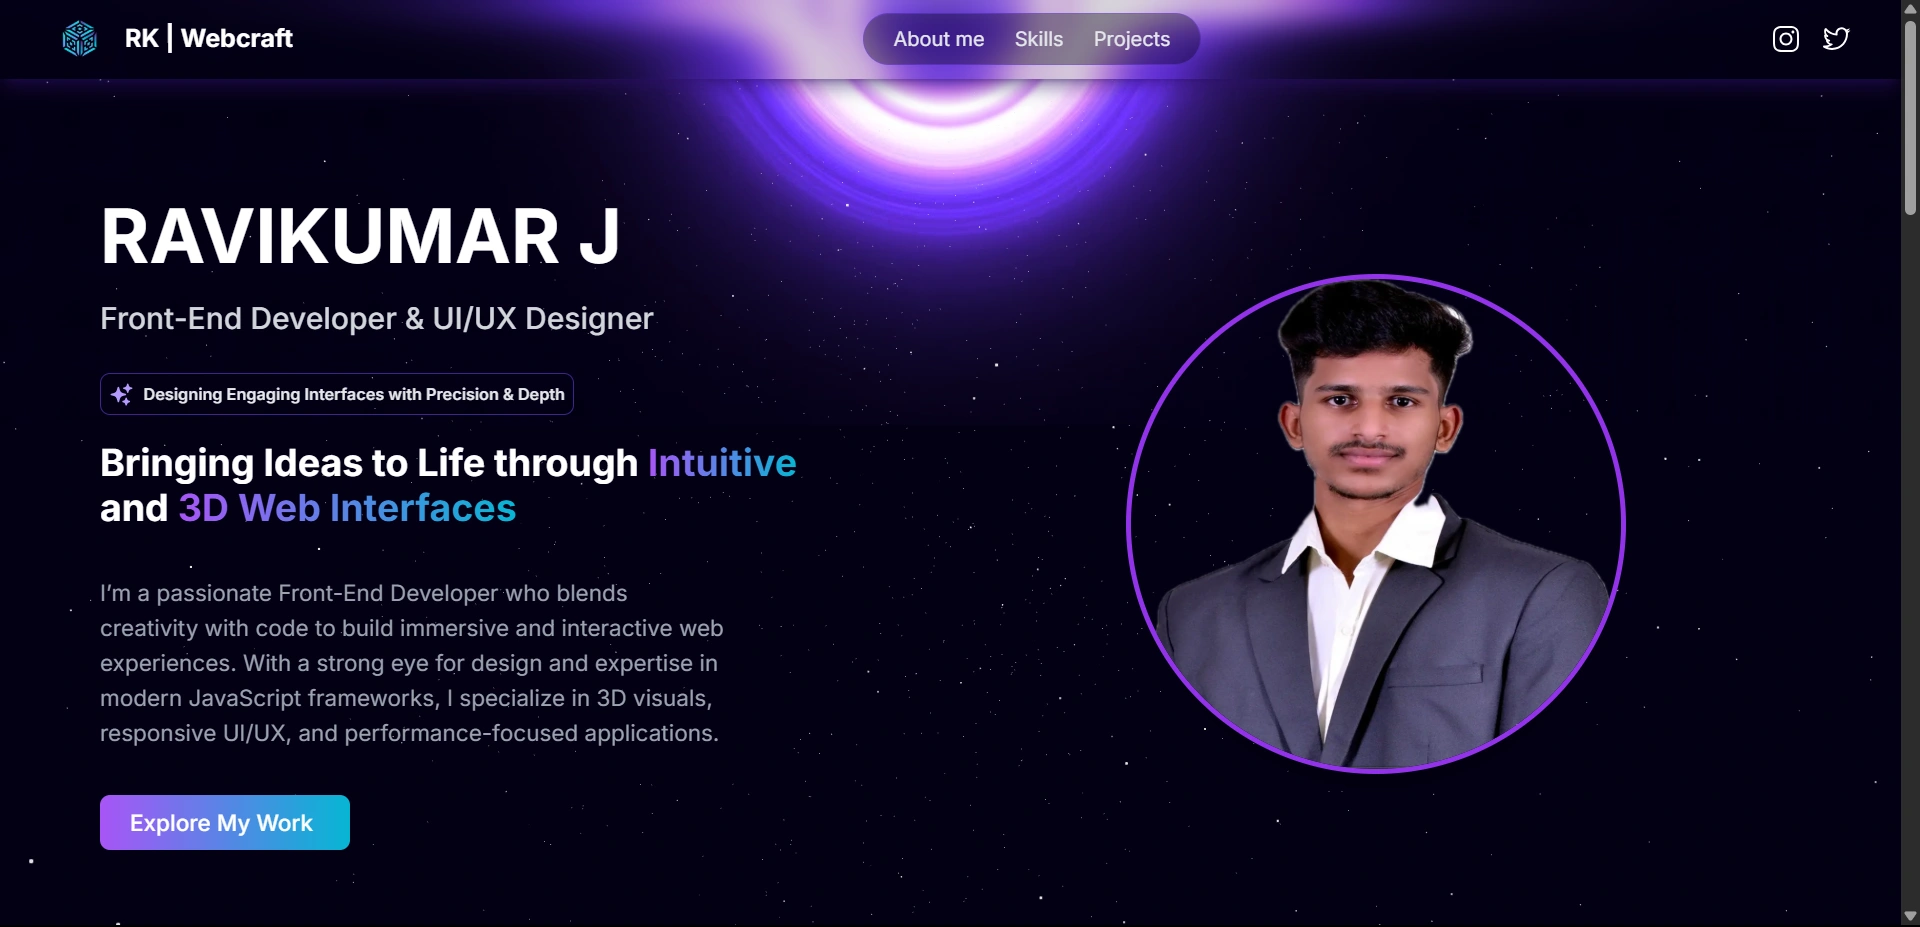 RK | Webcraft
About me
Skills
Projects
RAVIKUMAR J
Front-End Developer & UI/UX Designer
Designing Engaging Interfaces with Precision & Depth
Bringing Ideas to Life through Intuitive
and 3D Web Interfaces
I’m a passionate Front-End Developer who blends
creativity with code to build immersive and interactive web
experiences. With a strong eye for design and expertise in
modern JavaScript frameworks, I specialize in 3D visuals,
responsive UI/UX, and performance-focused applications.
Explore My Work